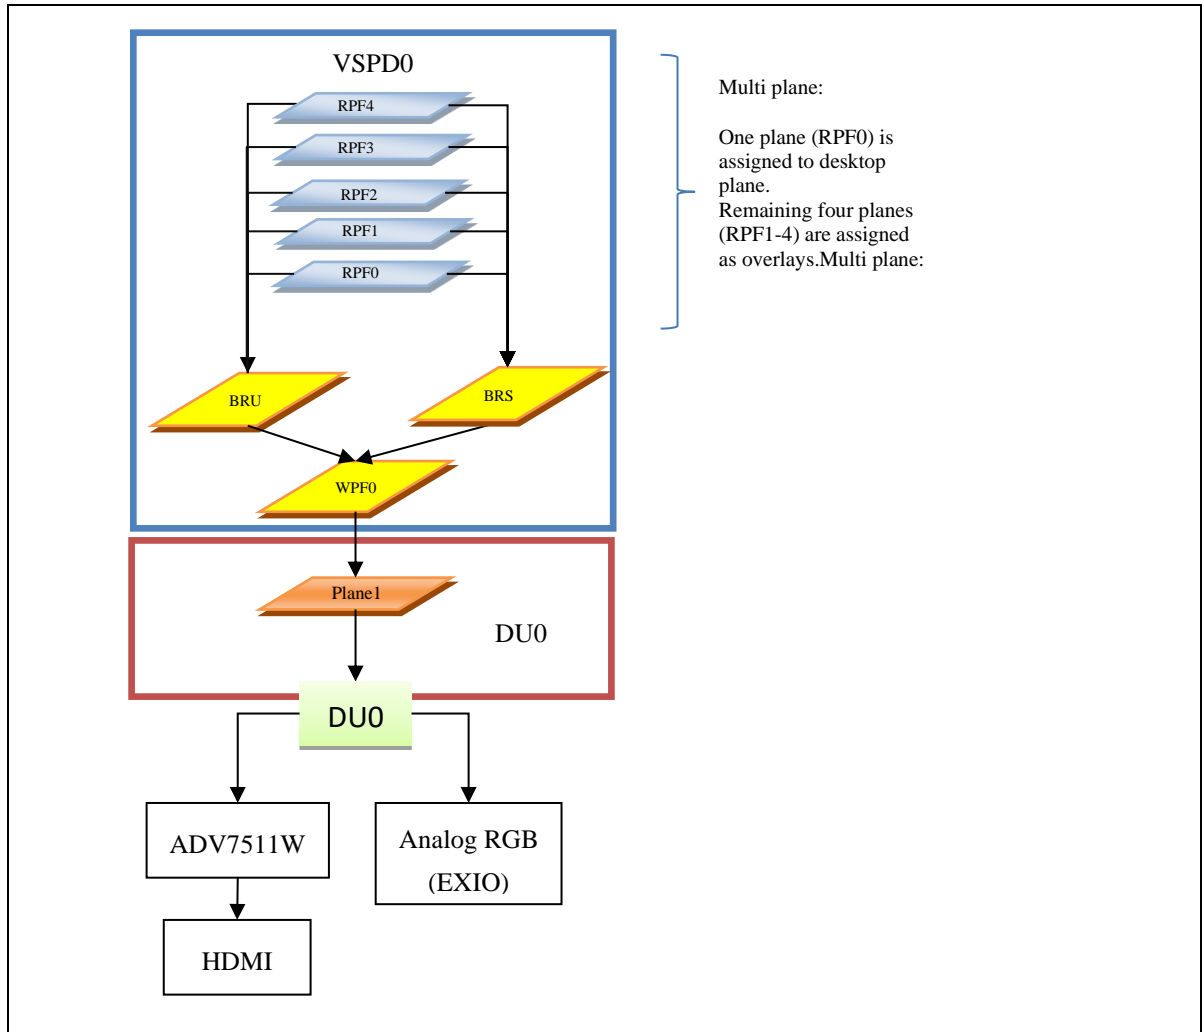 VSPD0
RPF4
RPF3
RPF2
RPF1
RPF0
BRU
BRS
WPF0
Multi plane:
One plane (RPF0) is
assigned to desktop
plane.
Remaining four planes
(RPF1-4) are assigned
as overlays.Multi plane:
Plane1
DU0
DU0
ADV7511W
Analog RGB
(EXIO)
HDMI